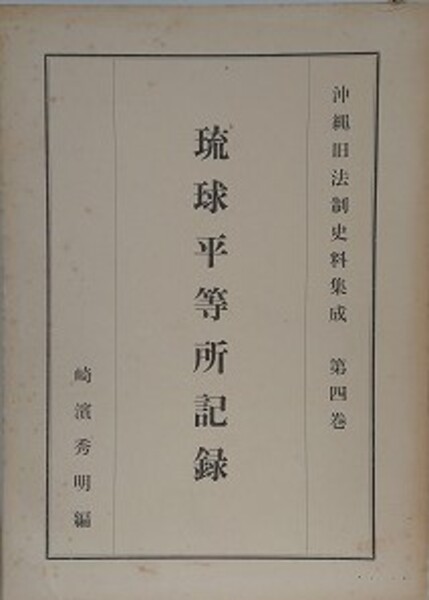 沖縄旧法制史料集成　第四巻
琉球平等所記録
崎濱秀明編